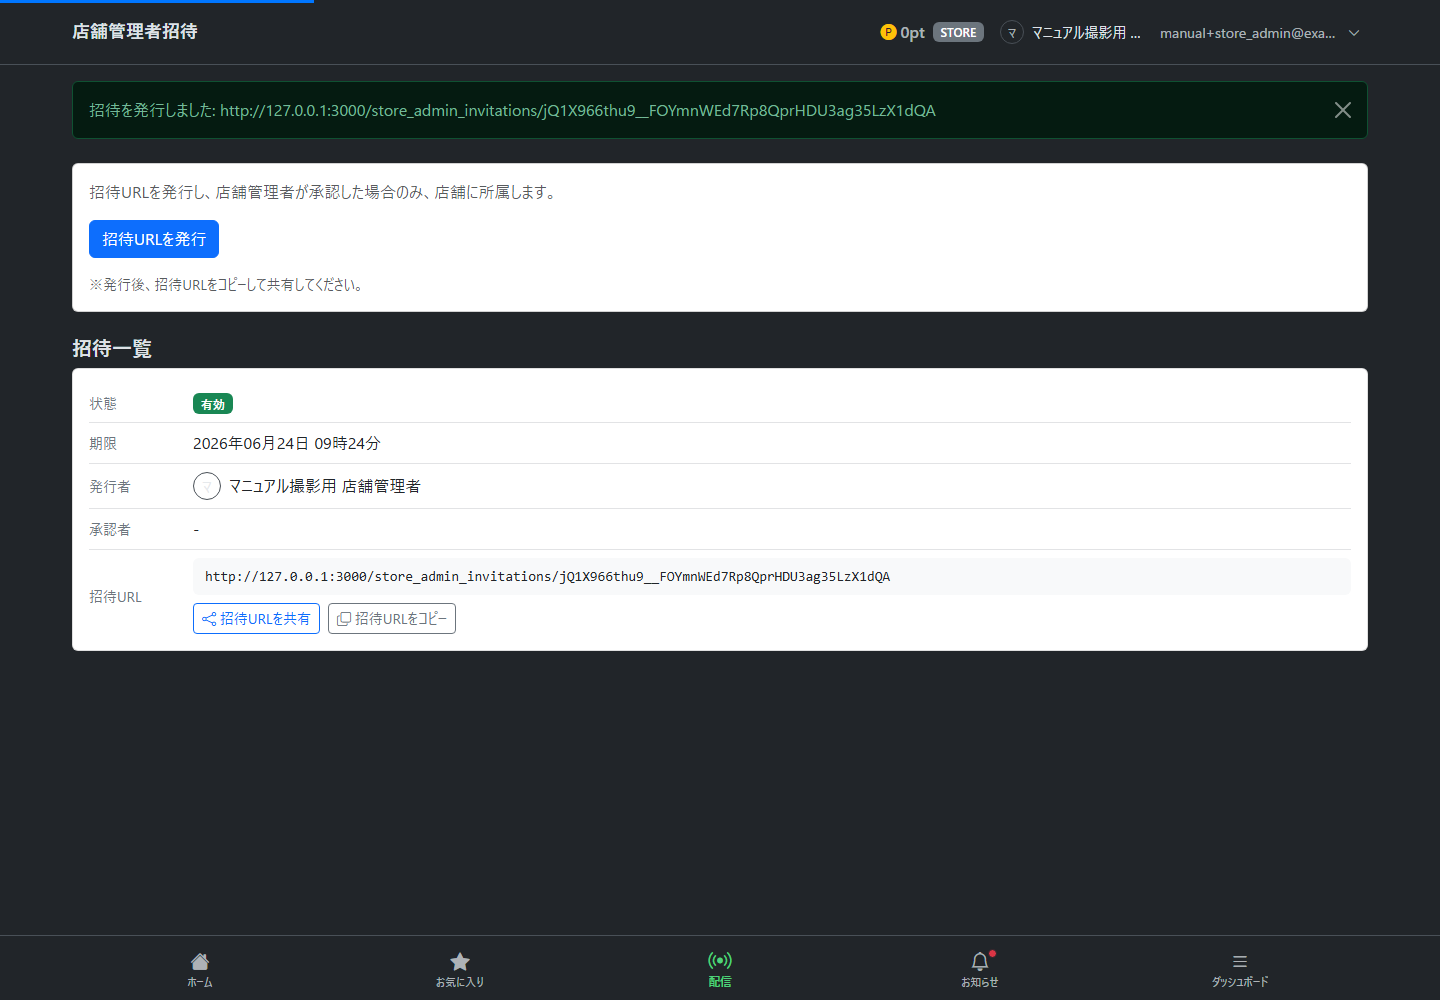 店舗管理者招待
P 0pt STORE マ マニュアル撮影用 ... manual+store_admin@exa...
招待を発行しました: http://127.0.0.1:3000/store_admin_invitations/jQ1X966thu9__FOYmnWEd7Rp8QprHDU3ag35LzX1dQA
招待URLを発行し、店舗管理者が承認した場合のみ、店舗に所属します。
招待URLを発行
※発行後、招待URLをコピーして共有してください。
招待一覧
状態 有効
期限 2026年06月24日 09時24分
発行者 マ マニュアル撮影用 店舗管理者
承認者 -
招待URL http://127.0.0.1:3000/store_admin_invitations/jQ1X966thu9__FOYmnWEd7Rp8QprHDU3ag35LzX1dQA
招待URLを共有 招待URLをコピー
ホーム お気に入り 配信 お知らせ ダッシュボード